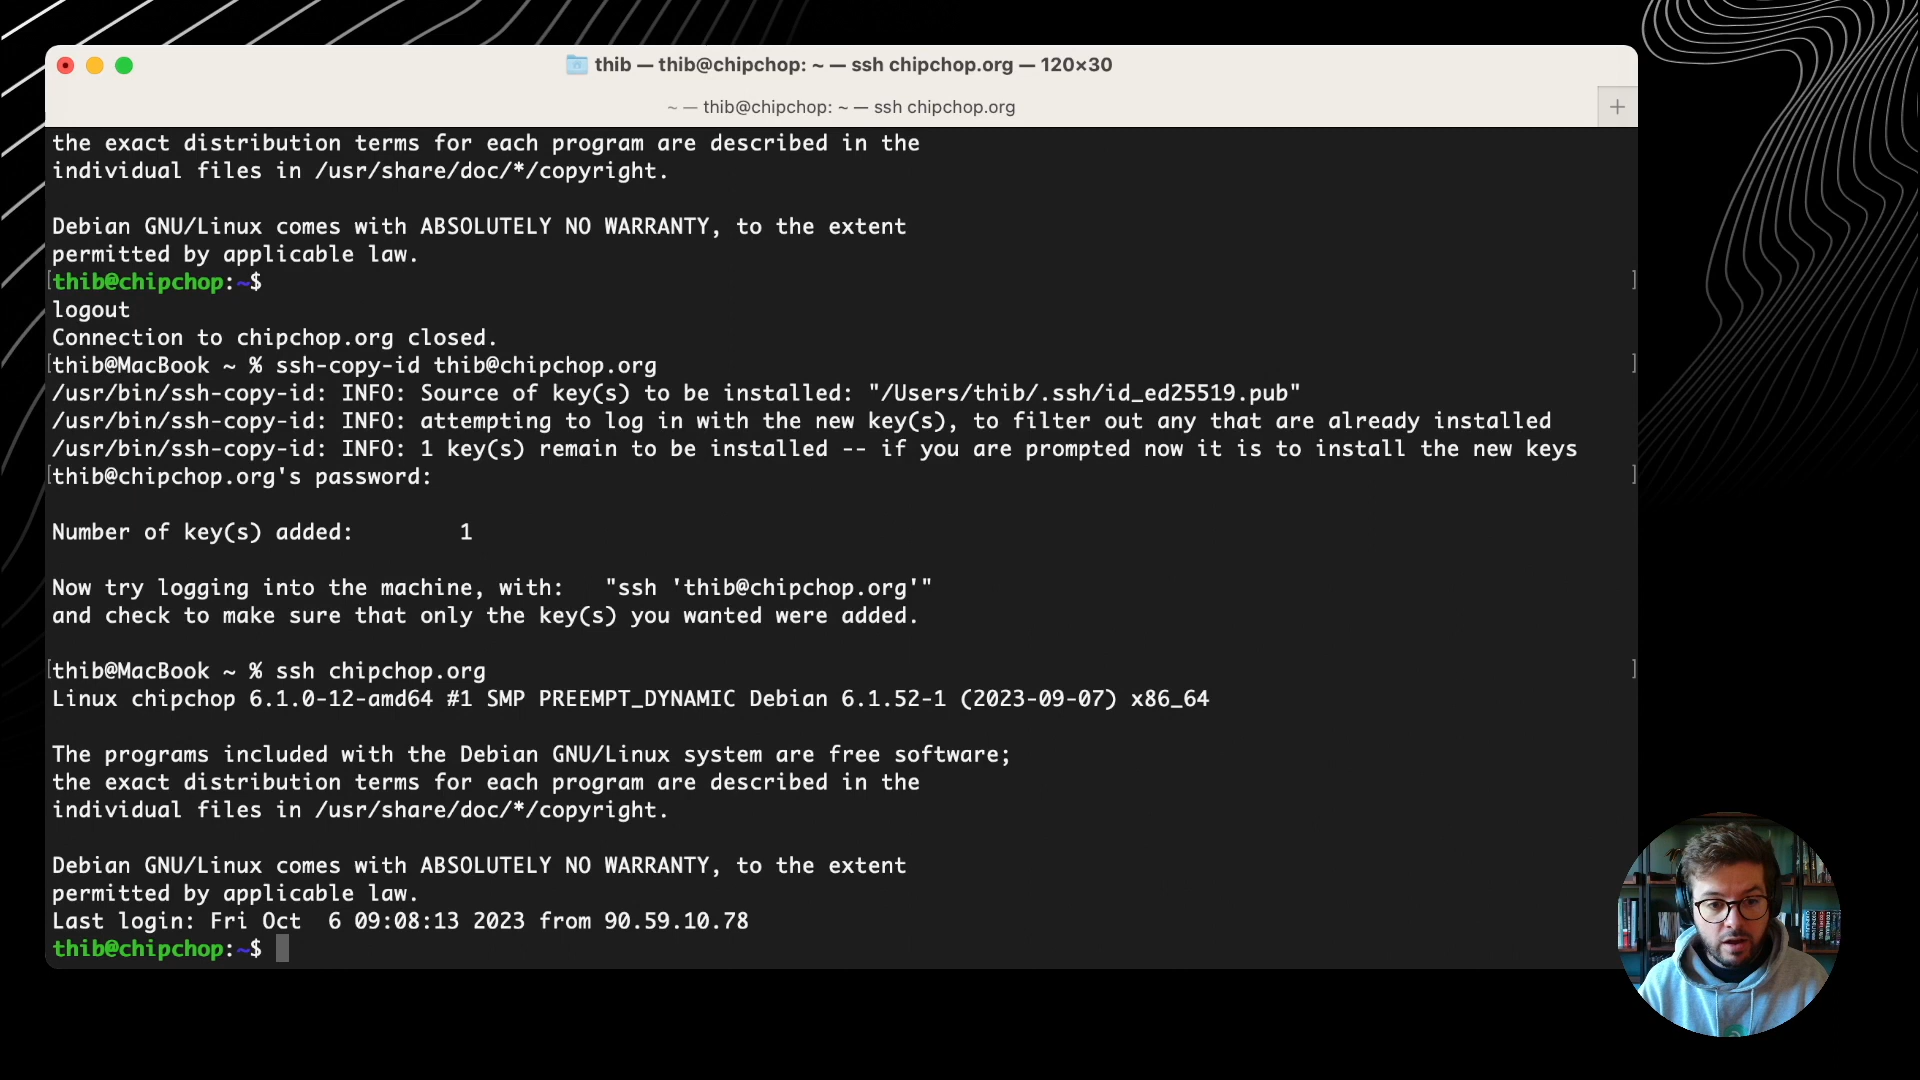 thib — thib@chipchop: ~ — ssh chipchop.org — 120×30
~ — thib@chipchop: ~ — ssh chipchop.org
+
the exact distribution terms for each program are described in the
individual files in /usr/share/doc/*/copyright.
Debian GNU/Linux comes with ABSOLUTELY NO WARRANTY, to the extent
permitted by applicable law.
[thib@chipchop:~$ ]
logout
Connection to chipchop.org closed.
[thib@MacBook ~ % ssh-copy-id thib@chipchop.org ]
/usr/bin/ssh-copy-id: INFO: Source of key(s) to be installed: "/Users/thib/.ssh/id_ed25519.pub"
/usr/bin/ssh-copy-id: INFO: attempting to log in with the new key(s), to filter out any that are already installed
/usr/bin/ssh-copy-id: INFO: 1 key(s) remain to be installed -- if you are prompted now it is to install the new keys
[thib@chipchop.org's password: ]
Number of key(s) added:        1
Now try logging into the machine, with:   "ssh 'thib@chipchop.org'"
and check to make sure that only the key(s) you wanted were added.
[thib@MacBook ~ % ssh chipchop.org ]
Linux chipchop 6.1.0-12-amd64 #1 SMP PREEMPT_DYNAMIC Debian 6.1.52-1 (2023-09-07) x86_64
The programs included with the Debian GNU/Linux system are free software;
the exact distribution terms for each program are described in the
individual files in /usr/share/doc/*/copyright.
Debian GNU/Linux comes with ABSOLUTELY NO WARRANTY, to the extent
permitted by applicable law.
Last login: Fri Oct  6 09:08:13 2023 from 90.59.10.78
thib@chipchop:~$